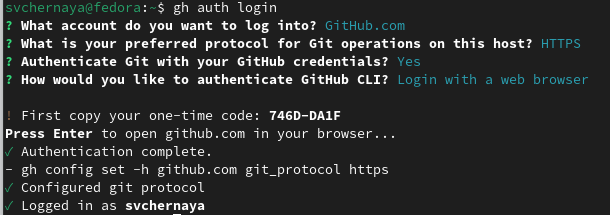 svchernaya@fedora:~$ gh auth login
? What account do you want to log into? GitHub.com
? What is your preferred protocol for Git operations on this host? HTTPS
? Authenticate Git with your GitHub credentials? Yes
? How would you like to authenticate GitHub CLI? Login with a web browser
! First copy your one-time code: 746D-DA1F
Press Enter to open github.com in your browser...
✓ Authentication complete.
- gh config set -h github.com git_protocol https
✓ Configured git protocol
✓ Logged in as svchernaya